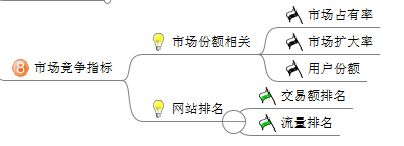 8 市场竞争指标
市场份额相关
市场占有率
市场扩大率
用户份额
网站排名
交易额排名
流量排名